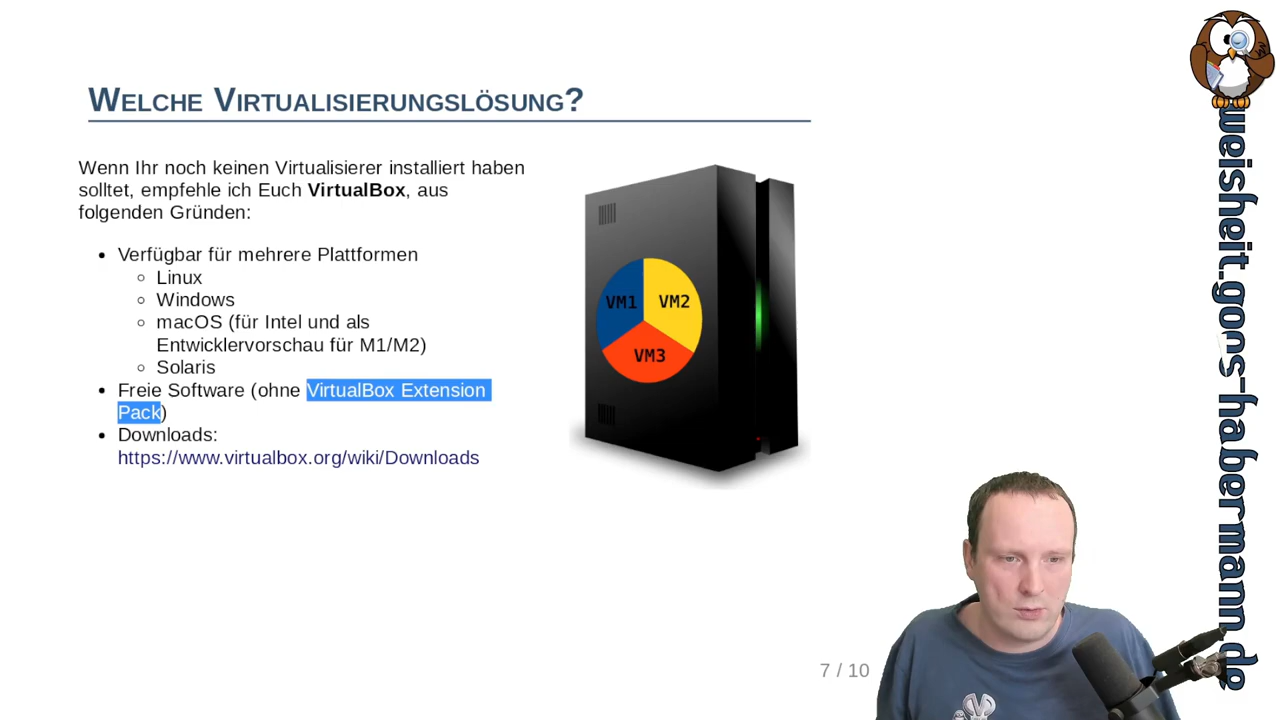 WELCHE VIRTUALISIERUNGSLÖSUNG?
Wenn Ihr noch keinen Virtualisierer installiert haben
solltet, empfehle ich Euch VirtualBox, aus
folgenden Gründen:
• Verfügbar für mehrere Plattformen
◦ Linux
◦ Windows
◦ macOS (für Intel und als
Entwicklervorschau für M1/M2)
◦ Solaris
• Freie Software (ohne VirtualBox Extension
Pack)
• Downloads:
https://www.virtualbox.org/wiki/Downloads
VM1
VM2
VM3
7 / 10
weisheit.gons-habermann.de